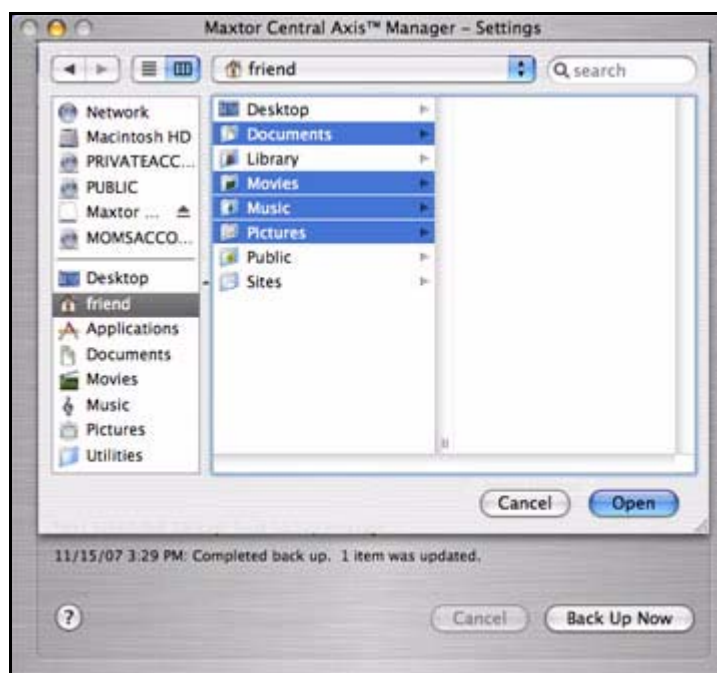 Maxtor Central Axis™ Manager – Settings
friend
search
Network
Macintosh HD
PRIVATEACC...
PUBLIC
Maxtor ...
MOMSACCO...
Desktop
friend
Applications
Documents
Movies
Music
Pictures
Utilities
Desktop
Documents
Library
Movies
Music
Pictures
Public
Sites
Cancel
Open
11/15/07 3:29 PM: Completed back up. 1 item was updated.
?
Cancel
Back Up Now